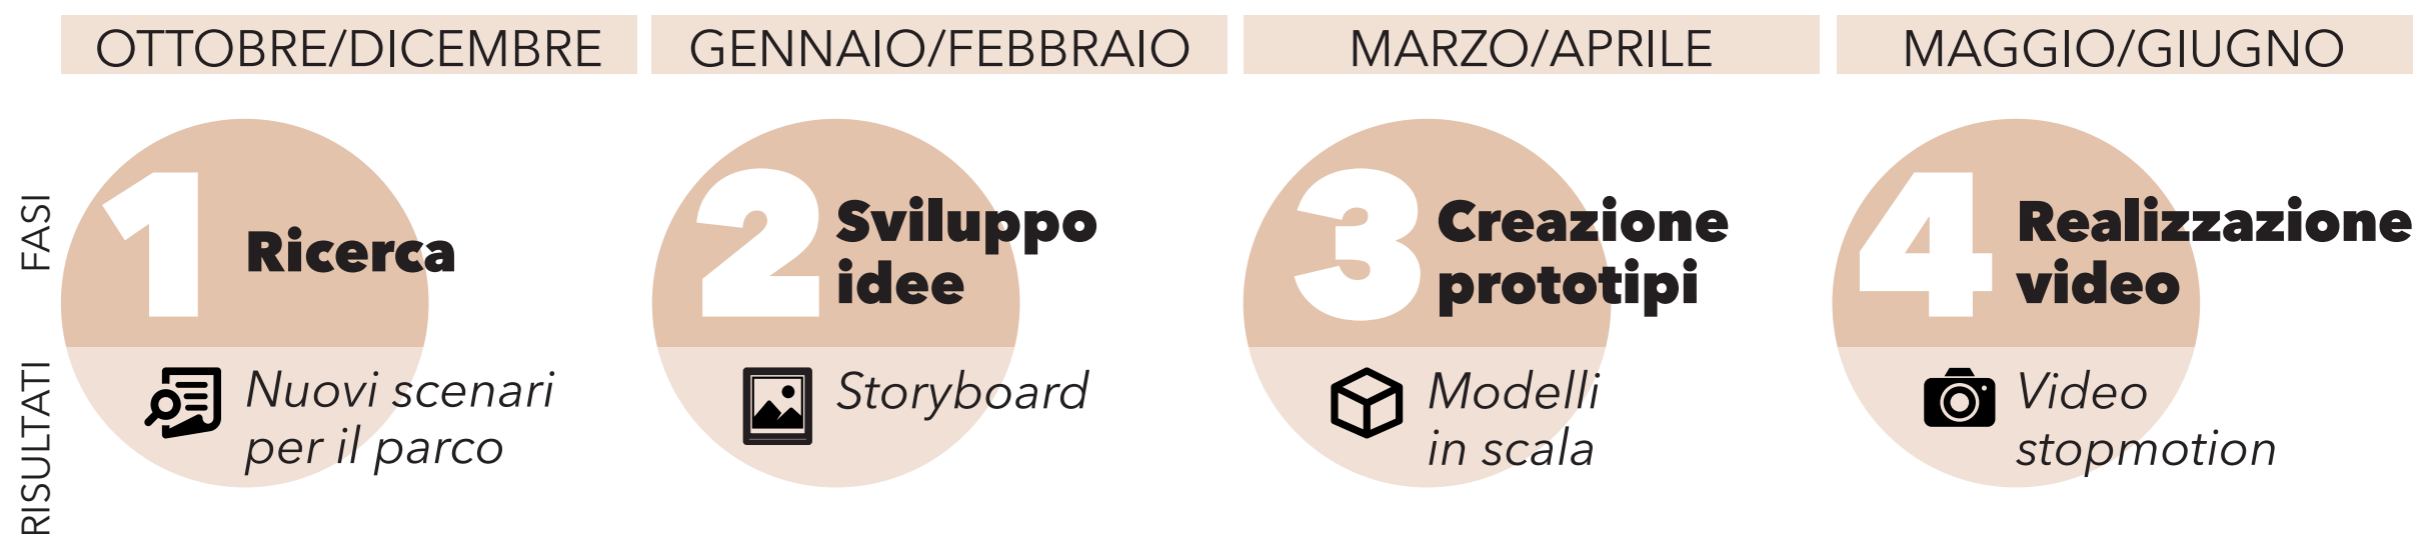 OTTOBRE/DICEMBRE
GENNAIO/FEBBRAIO
MARZO/APRILE
MAGGIO/GIUGNO
FASI
1
Ricerca
2
Sviluppo
idee
3
Creazione
prototipi
4
Realizzazione
video
RISULTATI
Nuovi scenari
per il parco
Storyboard
Modelli
in scala
Video
stopmotion